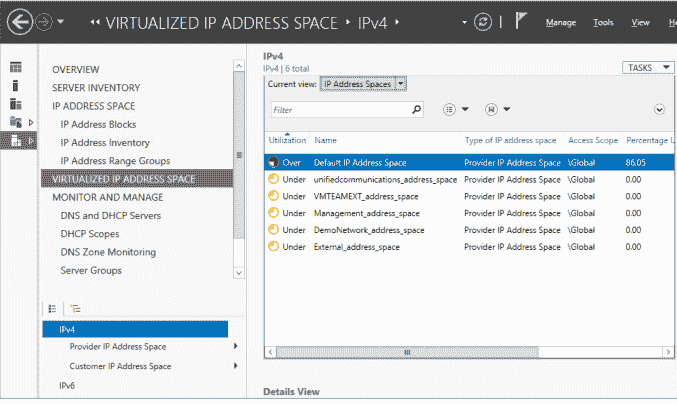 VIRTUALIZED IP ADDRESS SPACE IPv4
Manage Tools View
OVERVIEW
SERVER INVENTORY
IP ADDRESS SPACE
IP Address Blocks
IP Address Inventory
IP Address Range Groups
VIRTUALIZED IP ADDRESS SPACE
MONITOR AND MANAGE
DNS and DHCP Servers
DHCP Scopes
DNS Zone Monitoring
Server Groups
IPv4
Provider IP Address Space
Customer IP Address Space
IPv6
IPv4
IPv4 | 6 total
TASKS
Current view: IP Address Spaces
Filter
Utilization Name Type of IP address space Access Scope Percentage U
Over Default IP Address Space Provider IP Address Space \Global 86.05
Under unifiedcommunications_address_space Provider IP Address Space \Global 0.00
Under VMTEAMEXT_address_space Provider IP Address Space \Global 0.00
Under Management_address_space Provider IP Address Space \Global 0.00
Under DemoNetwork_address_space Provider IP Address Space \Global 0.00
Under External_address_space Provider IP Address Space \Global 0.00
Details View